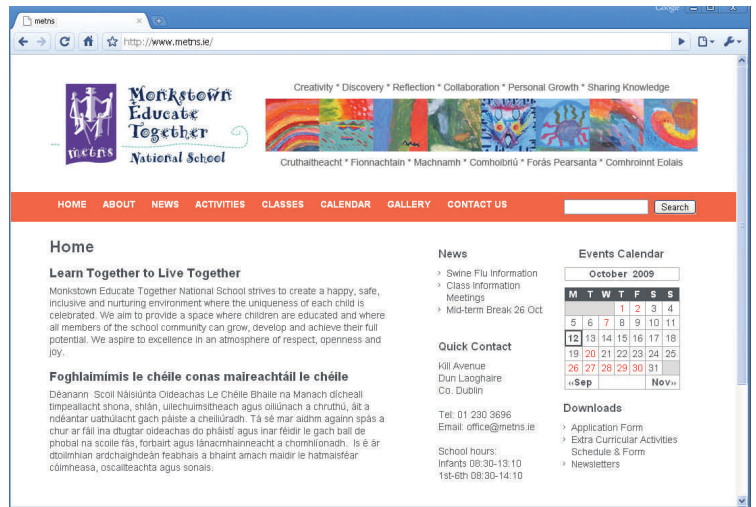 Google
metns
http://www.metns.ie/
metns
Monkstown
Educate
Together
National School
Creativity * Discovery * Reflection * Collaboration * Personal Growth * Sharing Knowledge
Cruthaitheacht * Fionnachtain * Machnamh * Comhoibriú * Forás Pearsanta * Comhroinnt Eolais
HOME ABOUT NEWS ACTIVITIES CLASSES CALENDAR GALLERY CONTACT US Search
Home
Learn Together to Live Together
Monkstown Educate Together National School strives to create a happy, safe,
inclusive and nurturing environment where the uniqueness of each child is
celebrated. We aim to provide a space where children are educated and where
all members of the school community can grow, develop and achieve their full
potential. We aspire to excellence in an atmosphere of respect, openness and
joy.
Foghlaimímis le chéile conas maireachtáil le chéile
Déanann Scoil Náisiúnta Oideachas Le Chéile Bhaile na Manach dícheall
timpeallacht shona, shlán, uilechuimsitheach agus oiliúnach a chruthú, áit a
ndéantar uathúlacht gach páiste a cheiliúradh. Tá sé mar aidhm againn spás a
chur ar fáil ina dtugtar oideachas do pháistí agus inar féidir le gach ball de
phobal na scoile fás, forbairt agus lánacmhainneacht a chomhlíonadh. Is é ár
dtoilmhian ardchaighdeán feabhais a bhaint amach maidir le hatmaisféar
cóimheasa, oscailteachta agus sonais.
News
› Swine Flu Information
› Class Information
Meetings
› Mid-term Break 26 Oct
Quick Contact
Kill Avenue
Dun Laoghaire
Co. Dublin
Tel: 01 230 3696
Email: office@metns.ie
School hours:
Infants 08:30-13:10
1st-6th 08:30-14:10
Events Calendar
October 2009
M T W T F S S
1 2 3 4
5 6 7 8 9 10 11
12 13 14 15 16 17 18
19 20 21 22 23 24 25
26 27 28 29 30 31
‹‹Sep Nov››
Downloads
› Application Form
› Extra Curricular Activities
Schedule & Form
› Newsletters